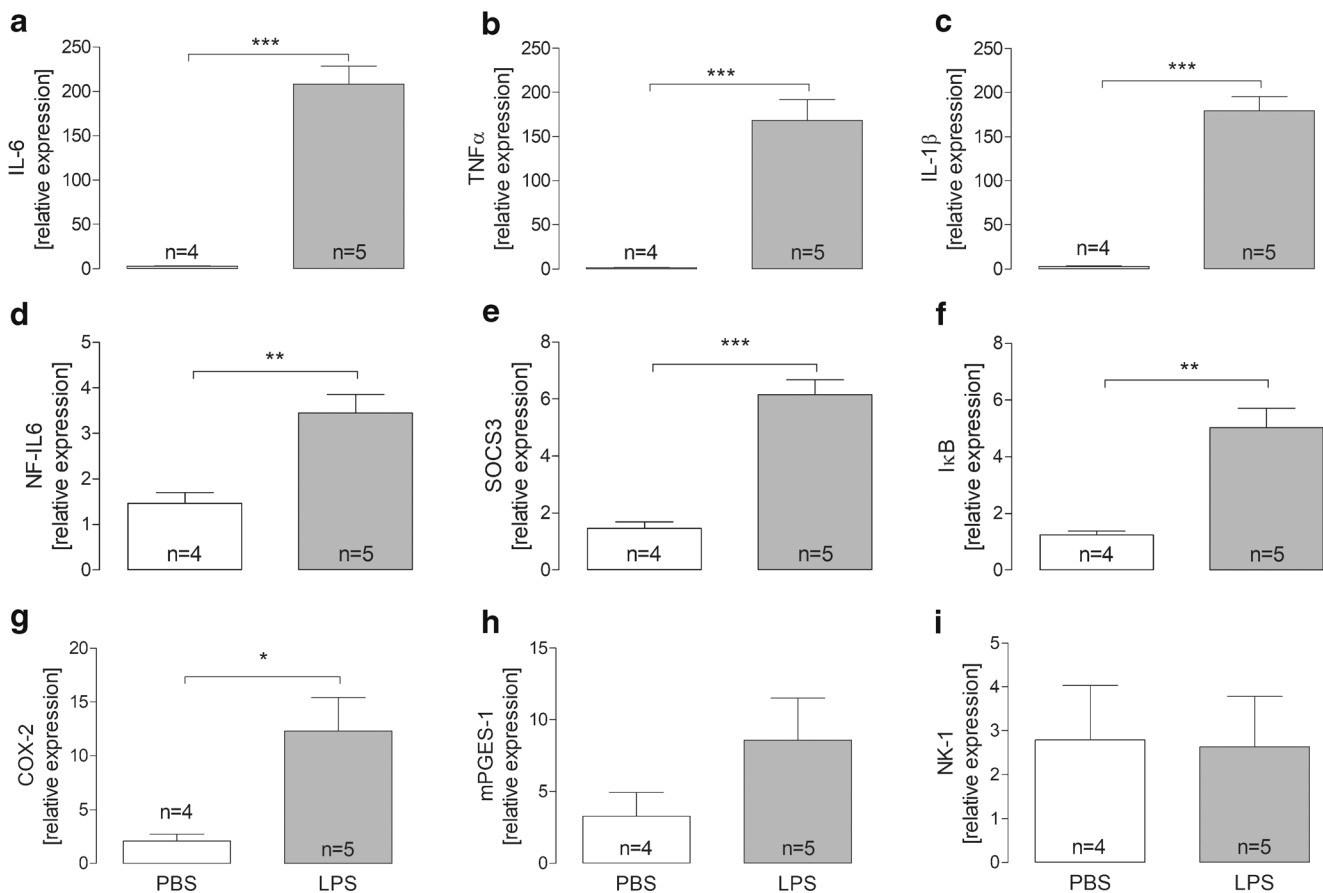 a
IL-6
[relative expression]
250
200
150
100
50
0
***
n=4
n=5
b
TNFα
[relative expression]
250
200
150
100
50
0
***
n=4
n=5
c
IL-1β
[relative expression]
250
200
150
100
50
0
***
n=4
n=5
d
NF-IL6
[relative expression]
5
4
3
2
1
0
**
n=4
n=5
e
SOCS3
[relative expression]
8
6
4
2
0
***
n=4
n=5
f
IκB
[relative expression]
8
6
4
2
0
**
n=4
n=5
g
COX-2
[relative expression]
20
15
10
5
0
*
n=4
n=5
PBS LPS
h
mPGES-1
[relative expression]
15
10
5
0
n=4
n=5
PBS LPS
i
NK-1
[relative expression]
5
4
3
2
1
0
n=4
n=5
PBS LPS